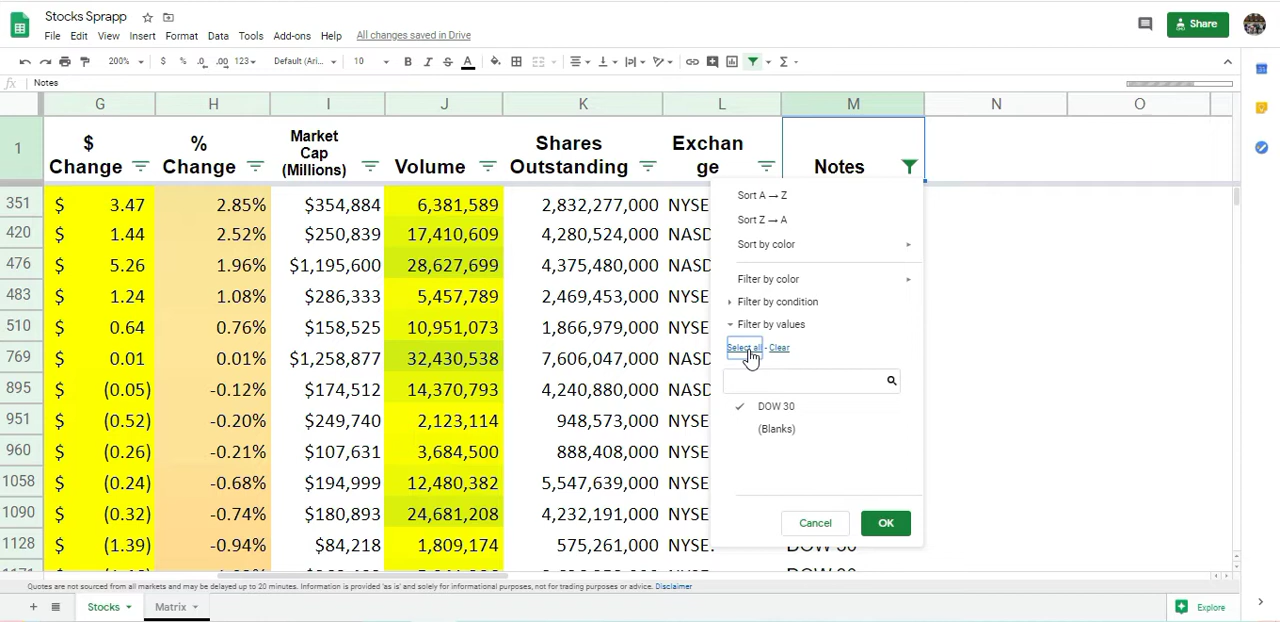 Stocks Sprapp
File Edit View Insert Format Data Tools Add-ons Help All changes saved in Drive
Share
200% $ % .0 .00 123 Default (Ari... 10 B I S A Σ
fx Notes
G H I J K L M N O
1 $ Change % Change Market Cap (Millions) Volume Shares Outstanding Exchange Notes
351 $ 3.47 2.85% $354,884 6,381,589 2,832,277,000 NYSE
420 $ 1.44 2.52% $250,839 17,410,609 4,280,524,000 NASD
476 $ 5.26 1.96% $1,195,600 28,627,699 4,375,480,000 NASD
483 $ 1.24 1.08% $286,333 5,457,789 2,469,453,000 NYSE
510 $ 0.64 0.76% $158,525 10,951,073 1,866,979,000 NYSE
769 $ 0.01 0.01% $1,258,877 32,430,538 7,606,047,000 NASD
895 $ (0.05) -0.12% $174,512 14,370,793 4,240,880,000 NASD
951 $ (0.52) -0.20% $249,740 2,123,114 948,573,000 NYSE
960 $ (0.26) -0.21% $107,631 3,684,500 888,408,000 NYSE
1058 $ (0.24) -0.68% $194,999 12,480,382 5,547,639,000 NYSE
1090 $ (0.32) -0.74% $180,893 24,681,208 4,232,191,000 NYSE
1128 $ (1.39) -0.94% $84,218 1,809,174 575,261,000 NYSE. DOW 30
Sort A → Z
Sort Z → A
Sort by color
Filter by color
Filter by condition
Filter by values
Select all - Clear
DOW 30
(Blanks)
Cancel OK
Quotes are not sourced from all markets and may be delayed up to 20 minutes. Information is provided 'as is' and solely for informational purposes, not for trading purposes or advice. Disclaimer
Stocks Matrix Explore